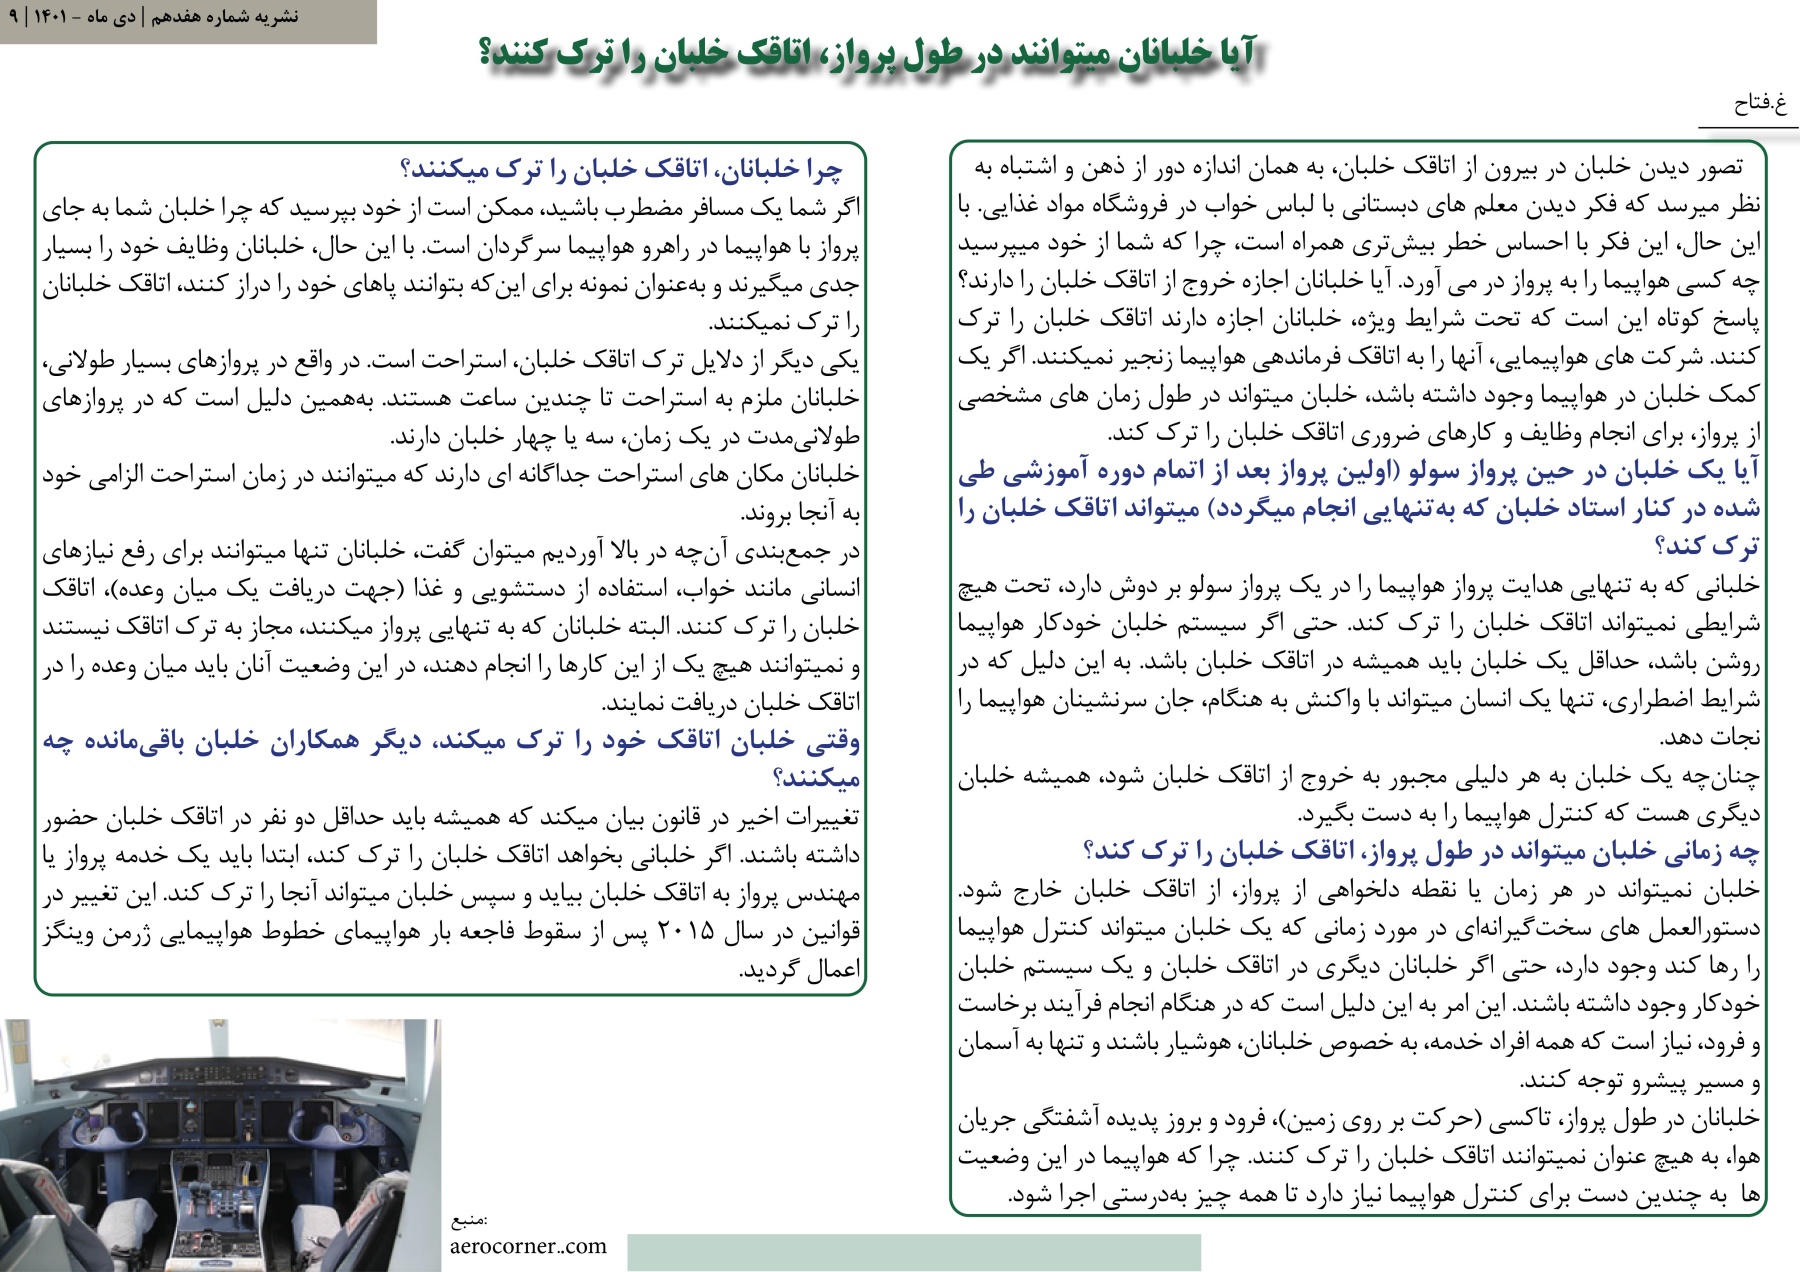 نشریه شماره هفدهم | دی ماه - ۱۴۰۱ | ۹
آیا خلبانان میتوانند در طول پرواز، اتاقک خلبان را ترک کنند؟
غ.فتاح
تصور دیدن خلبان در بیرون از اتاقک خلبان، به همان اندازه دور از ذهن و اشتباه به
نظر میرسد که فکر دیدن معلم های دبستانی با لباس خواب در فروشگاه مواد غذایی. با
این حال، این فکر با احساس خطر بیش‌تری همراه است، چرا که شما از خود میپرسید
چه کسی هواپیما را به پرواز در می آورد. آیا خلبانان اجازه خروج از اتاقک خلبان را دارند؟
پاسخ کوتاه این است که تحت شرایط ویژه، خلبانان اجازه دارند اتاقک خلبان را ترک
کنند. شرکت های هواپیمایی، آنها را به اتاقک فرماندهی هواپیما زنجیر نمیکنند. اگر یک
کمک خلبان در هواپیما وجود داشته باشد، خلبان میتواند در طول زمان های مشخصی
از پرواز، برای انجام وظایف و کارهای ضروری اتاقک خلبان را ترک کند.
آیا یک خلبان در حین پرواز سولو (اولین پرواز بعد از اتمام دوره آموزشی طی
شده در کنار استاد خلبان که به‌تنهایی انجام میگردد) میتواند اتاقک خلبان را
ترک کند؟
خلبانی که به تنهایی هدایت پرواز هواپیما را در یک پرواز سولو بر دوش دارد، تحت هیچ
شرایطی نمیتواند اتاقک خلبان را ترک کند. حتی اگر سیستم خلبان خودکار هواپیما
روشن باشد، حداقل یک خلبان باید همیشه در اتاقک خلبان باشد. به این دلیل که در
شرایط اضطراری، تنها یک انسان میتواند با واکنش به هنگام، جان سرنشینان هواپیما را
نجات دهد.
چنان‌چه یک خلبان به هر دلیلی مجبور به خروج از اتاقک خلبان شود، همیشه خلبان
دیگری هست که کنترل هواپیما را به دست بگیرد.
چه زمانی خلبان میتواند در طول پرواز، اتاقک خلبان را ترک کند؟
خلبان نمیتواند در هر زمان یا نقطه دلخواهی از پرواز، از اتاقک خلبان خارج شود.
دستورالعمل های سخت‌گیرانه‌ای در مورد زمانی که یک خلبان میتواند کنترل هواپیما
را رها کند وجود دارد، حتی اگر خلبانان دیگری در اتاقک خلبان و یک سیستم خلبان
خودکار وجود داشته باشند. این امر به این دلیل است که در هنگام انجام فرآیند برخاست
و فرود، نیاز است که همه افراد خدمه، به خصوص خلبانان، هوشیار باشند و تنها به آسمان
و مسیر پیشرو توجه کنند.
خلبانان در طول پرواز، تاکسی (حرکت بر روی زمین)، فرود و بروز پدیده آشفتگی جریان
هوا، به هیچ عنوان نمیتوانند اتاقک خلبان را ترک کنند. چرا که هواپیما در این وضعیت
ها به چندین دست برای کنترل هواپیما نیاز دارد تا همه چیز به‌درستی اجرا شود.
چرا خلبانان، اتاقک خلبان را ترک میکنند؟
اگر شما یک مسافر مضطرب باشید، ممکن است از خود بپرسید که چرا خلبان شما به جای
پرواز با هواپیما در راهرو هواپیما سرگردان است. با این حال، خلبانان وظایف خود را بسیار
جدی میگیرند و به‌عنوان نمونه برای این‌که بتوانند پاهای خود را دراز کنند، اتاقک خلبانان
را ترک نمیکنند.
یکی دیگر از دلایل ترک اتاقک خلبان، استراحت است. در واقع در پروازهای بسیار طولانی،
خلبانان ملزم به استراحت تا چندین ساعت هستند. به‌همین دلیل است که در پروازهای
طولانی‌مدت در یک زمان، سه یا چهار خلبان دارند.
خلبانان مکان های استراحت جداگانه ای دارند که میتوانند در زمان استراحت الزامی خود
به آنجا بروند.
در جمع‌بندی آن‌چه در بالا آوردیم میتوان گفت، خلبانان تنها میتوانند برای رفع نیازهای
انسانی مانند خواب، استفاده از دستشویی و غذا (جهت دریافت یک میان وعده)، اتاقک
خلبان را ترک کنند. البته خلبانان که به تنهایی پرواز میکنند، مجاز به ترک اتاقک نیستند
و نمیتوانند هیچ یک از این کارها را انجام دهند، در این وضعیت آنان باید میان وعده را در
اتاقک خلبان دریافت نمایند.
وقتی خلبان اتاقک خود را ترک میکند، دیگر همکاران خلبان باقی‌مانده چه
میکنند؟
تغییرات اخیر در قانون بیان میکند که همیشه باید حداقل دو نفر در اتاقک خلبان حضور
داشته باشند. اگر خلبانی بخواهد اتاقک خلبان را ترک کند، ابتدا باید یک خدمه پرواز یا
مهندس پرواز به اتاقک خلبان بیاید و سپس خلبان میتواند آنجا را ترک کند. این تغییر در
قوانین در سال ۲۰۱۵ پس از سقوط فاجعه بار هواپیمای خطوط هواپیمایی ژرمن وینگز
اعمال گردید.
منبع:
aerocorner..com